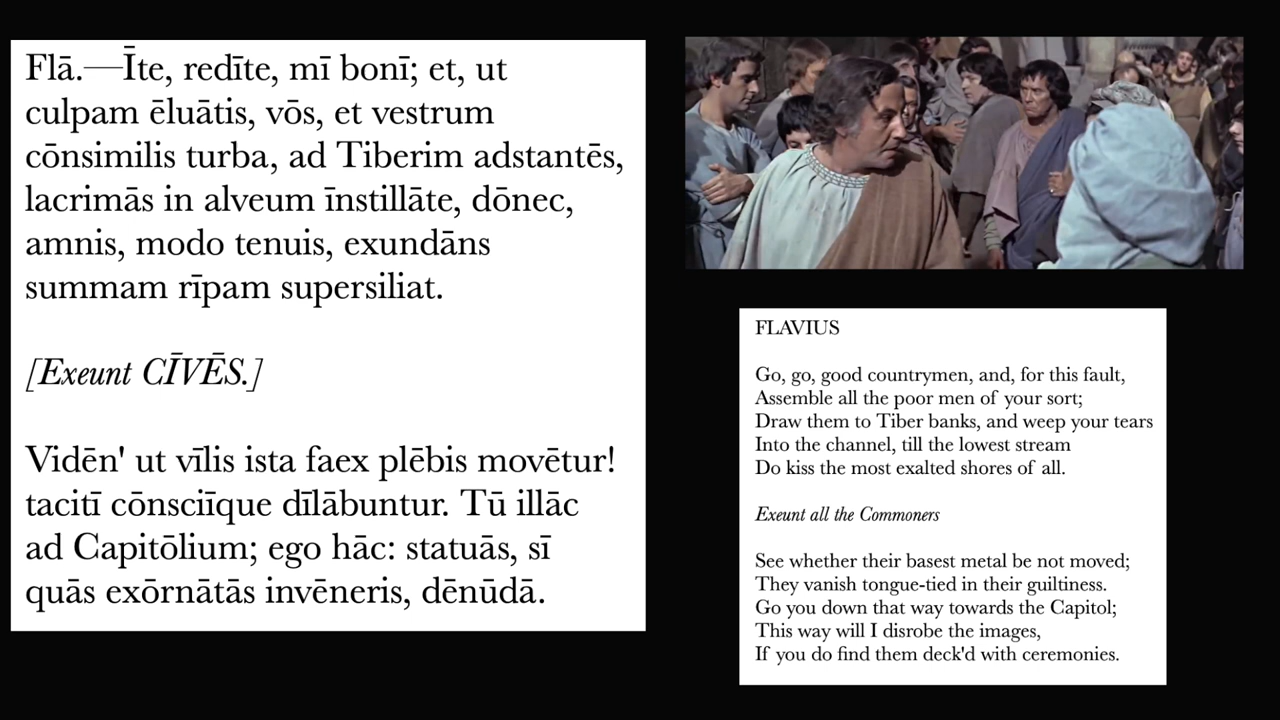 Flā.—Īte, redīte, mī bonī; et, ut
culpam ēluātis, vōs, et vestrum
cōnsimilis turba, ad Tiberim adstantēs,
lacrimās in alveum īnstillāte, dōnec,
amnis, modo tenuis, exundāns
summam rīpam supersiliat.
[Exeunt CĪVĒS.]
Vidēn' ut vīlis ista faex plēbis movētur!
tacitī cōnsciīque dīlābuntur. Tū illāc
ad Capitōlium; ego hāc: statuās, sī
quās exōrnātās invēneris, dēnūdā.
FLAVIUS
Go, go, good countrymen, and, for this fault,
Assemble all the poor men of your sort;
Draw them to Tiber banks, and weep your tears
Into the channel, till the lowest stream
Do kiss the most exalted shores of all.
Exeunt all the Commoners
See whether their basest metal be not moved;
They vanish tongue-tied in their guiltiness.
Go you down that way towards the Capitol;
This way will I disrobe the images,
If you do find them deck'd with ceremonies.